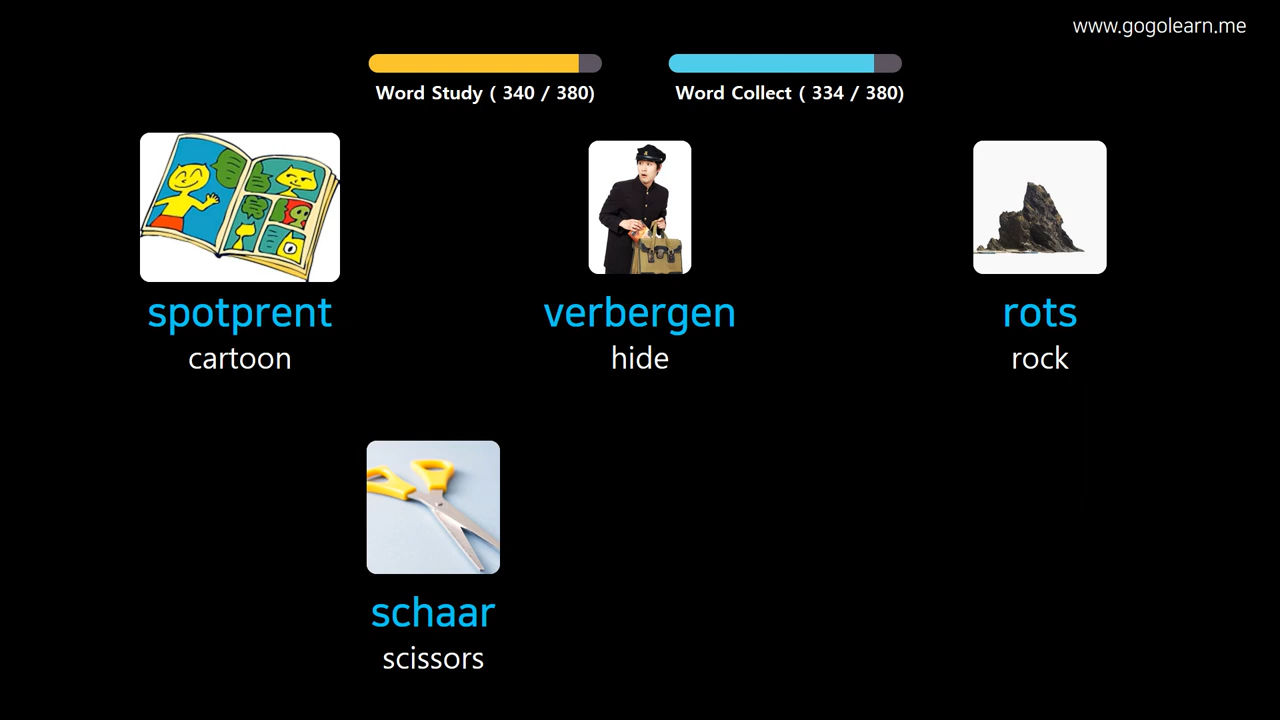 www.gogolearn.me
Word Study ( 340 / 380)
Word Collect ( 334 / 380)
spotprent
cartoon
verbergen
hide
rots
rock
schaar
scissors